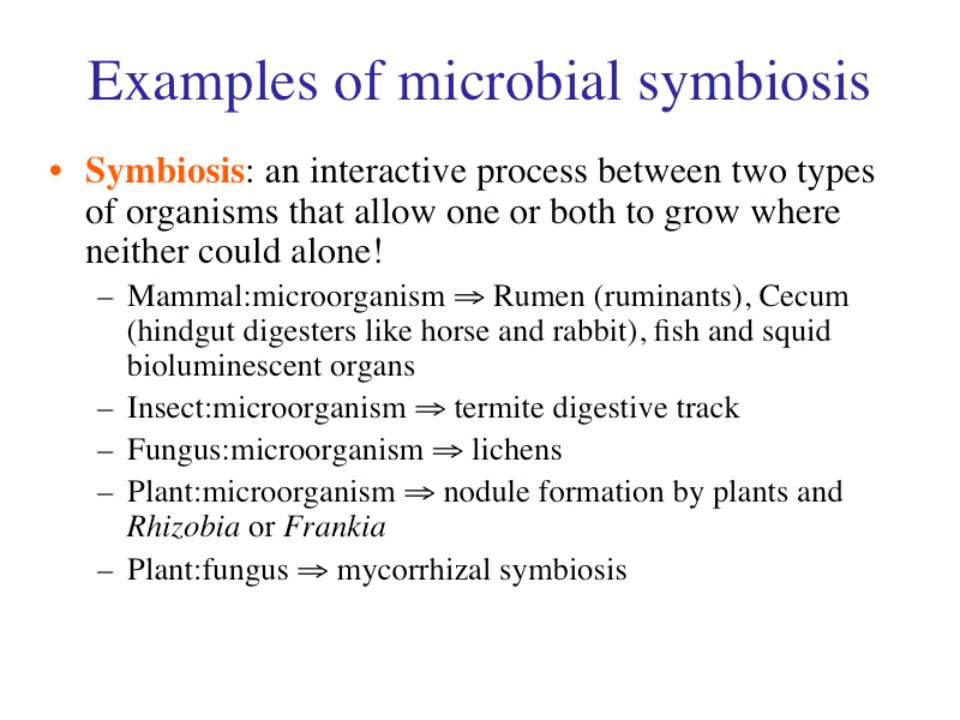 Examples of microbial symbiosis
• Symbiosis: an interactive process between two types
of organisms that allow one or both to grow where
neither could alone!
– Mammal:microorganism ⇒ Rumen (ruminants), Cecum
(hindgut digesters like horse and rabbit), fish and squid
bioluminescent organs
– Insect:microorganism ⇒ termite digestive track
– Fungus:microorganism ⇒ lichens
– Plant:microorganism ⇒ nodule formation by plants and
Rhizobia or Frankia
– Plant:fungus ⇒ mycorrhizal symbiosis